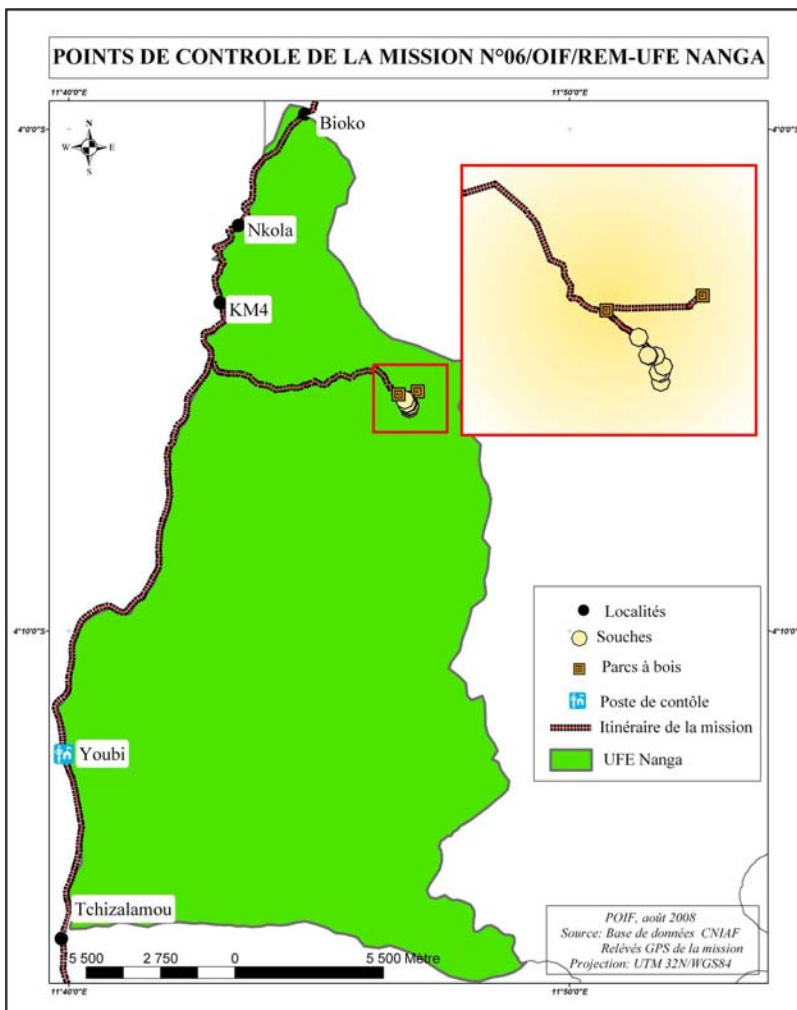 POINTS DE CONTROLE DE LA MISSION N°06/OIF/REM-UFE NANGA
11°40'0"E
11°50'0"E
4°0'0"S
4°0'0"S
N
W E
S
Bioko
Nkola
KM4
Localités
Souches
Parcs à bois
Poste de contôle
Itinéraire de la mission
UFE Nanga
4°10'0"S
4°10'0"S
Youbi
Tchizalamou
POIF, août 2008
Source: Base de données CNIAF
Relévés GPS de la mission
Projection: UTM 32N/WGS84
5 500 2 750 0 5 500 Mètre
11°40'0"E
11°50'0"E